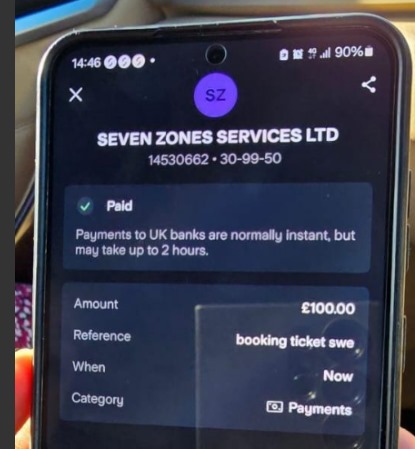 14:46
4G 90%
SZ
SEVEN ZONES SERVICES LTD
14530662 • 30-99-50
Paid
Payments to UK banks are normally instant, but
may take up to 2 hours.
Amount £100.00
Reference booking ticket swe
When Now
Category Payments